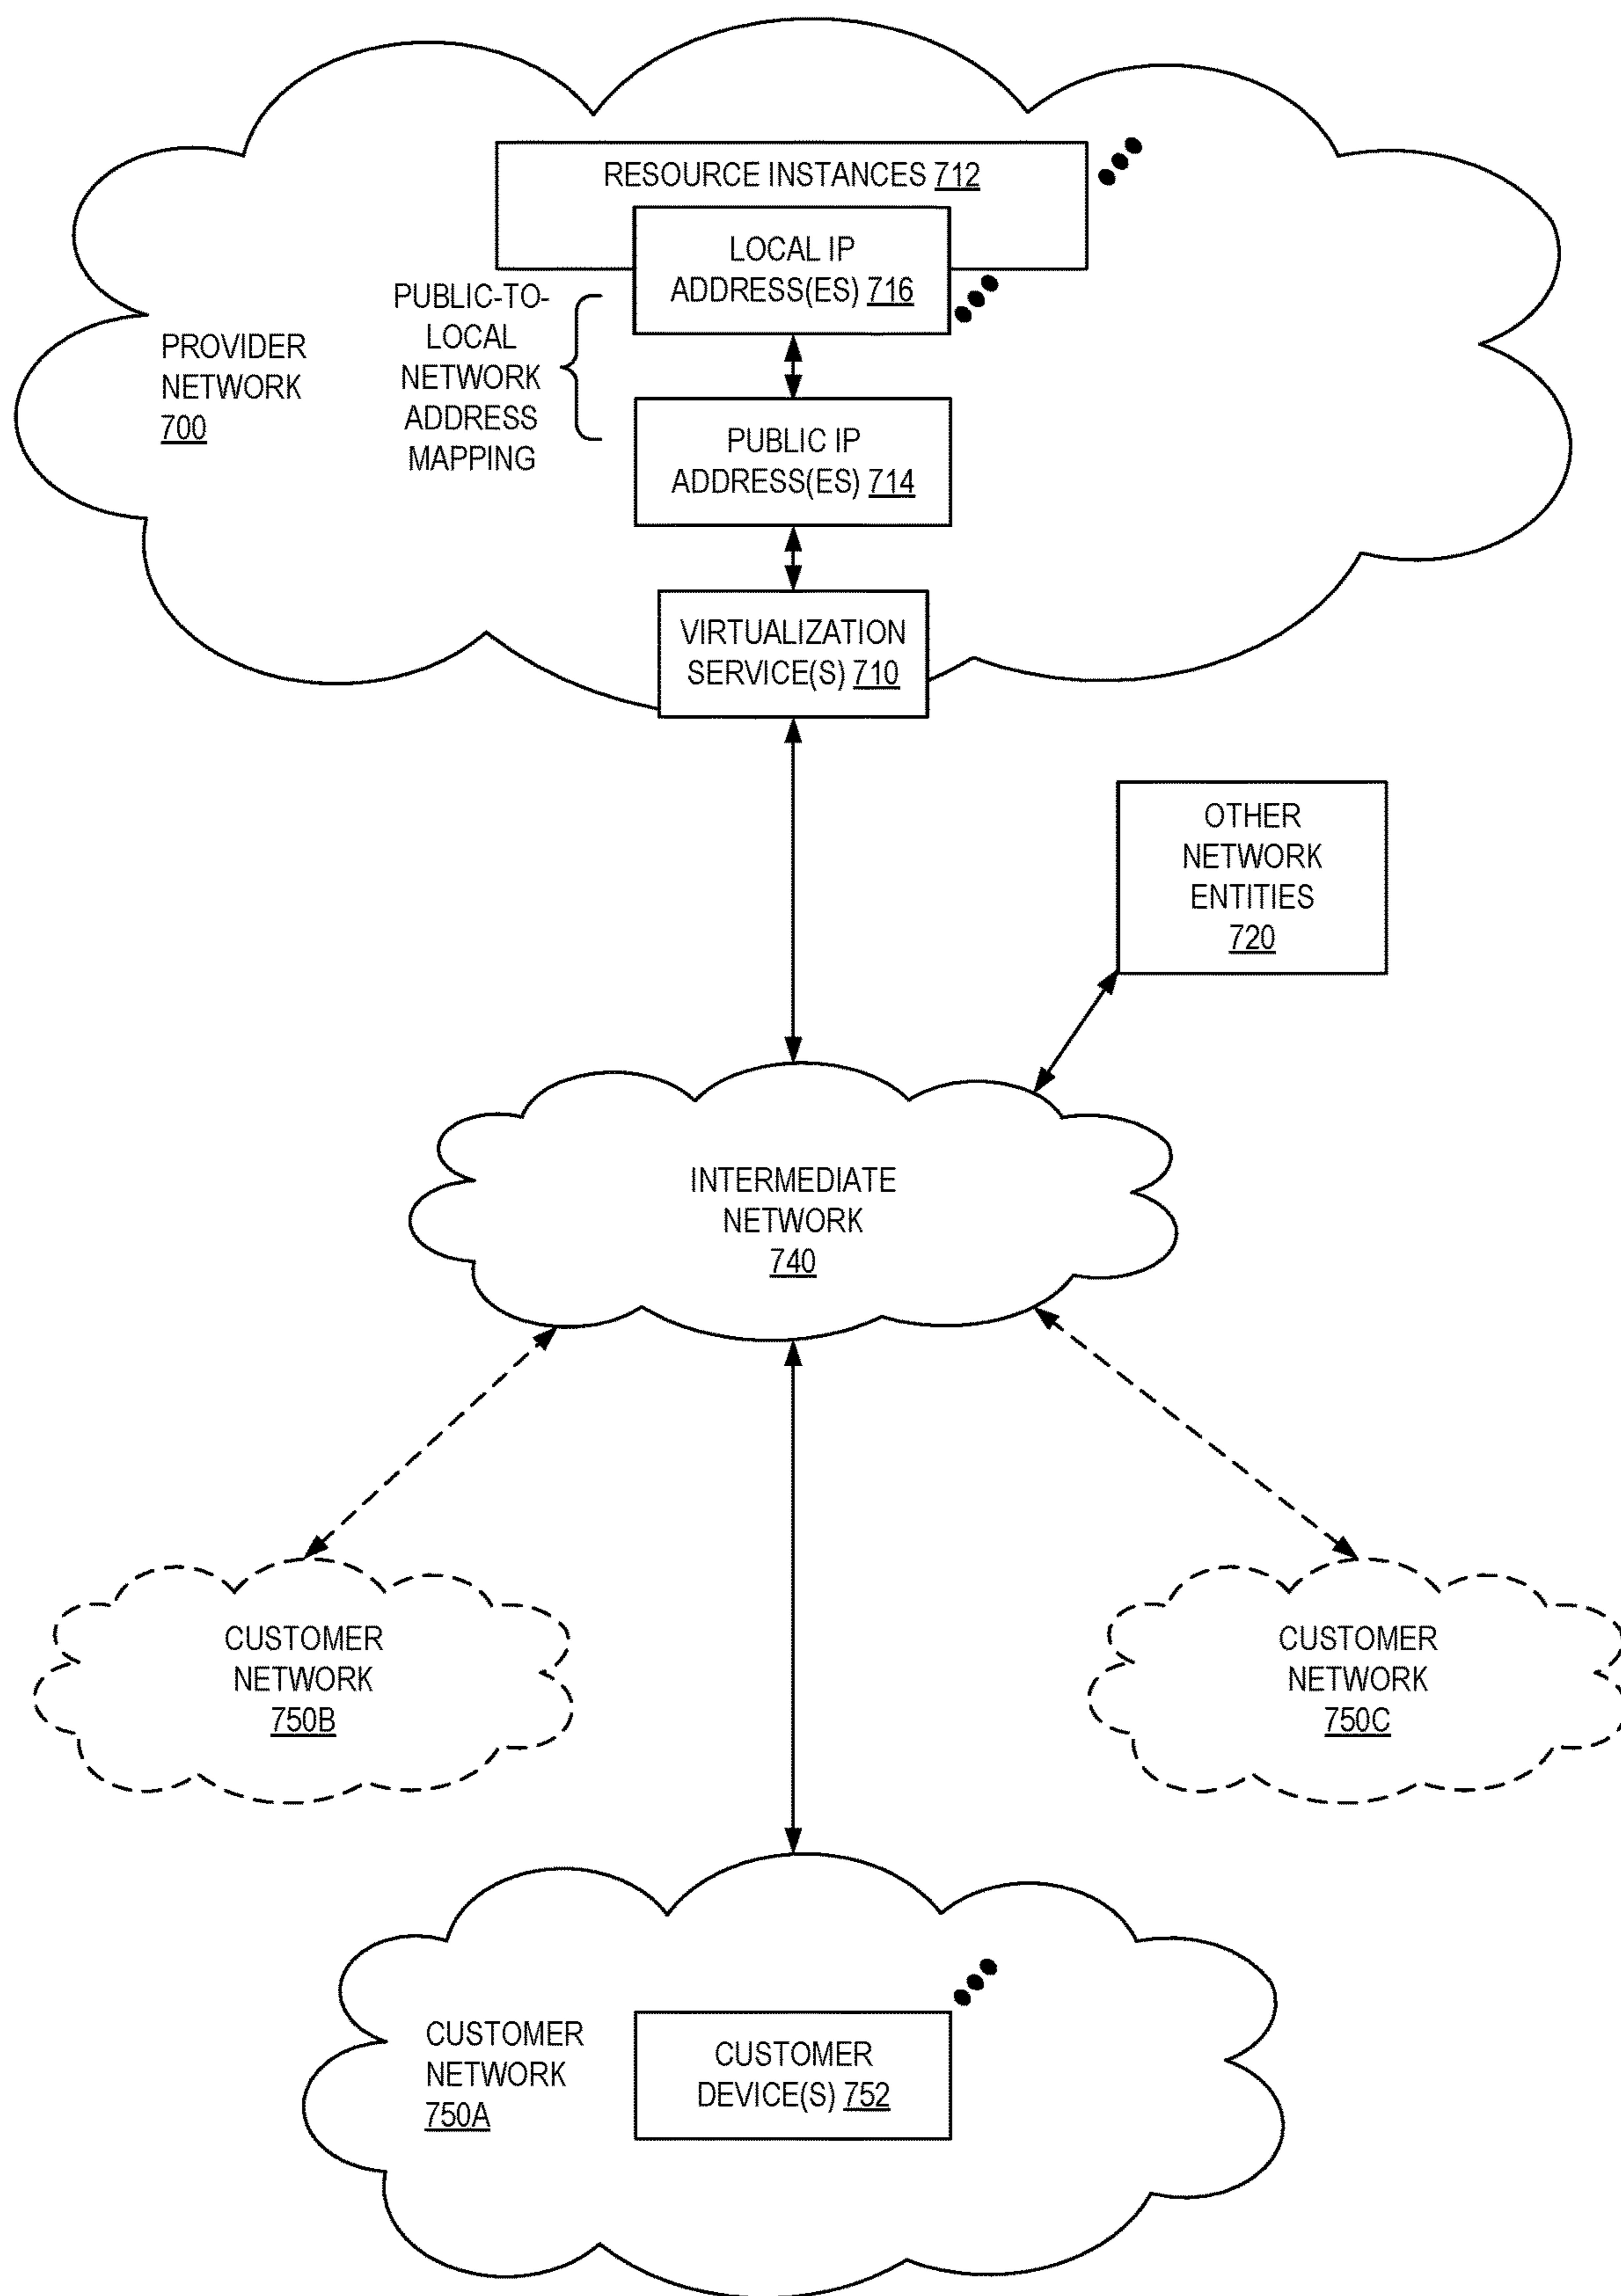 RESOURCE INSTANCES 712
LOCAL IP
ADDRESS(ES) 716
PUBLIC-TO-
LOCAL
NETWORK
ADDRESS
MAPPING
PROVIDER
NETWORK
700
PUBLIC IP
ADDRESS(ES) 714
VIRTUALIZATION
SERVICE(S) 710
OTHER
NETWORK
ENTITIES
720
INTERMEDIATE
NETWORK
740
CUSTOMER
NETWORK
750B
CUSTOMER
NETWORK
750C
CUSTOMER
NETWORK
750A
CUSTOMER
DEVICE(S) 752